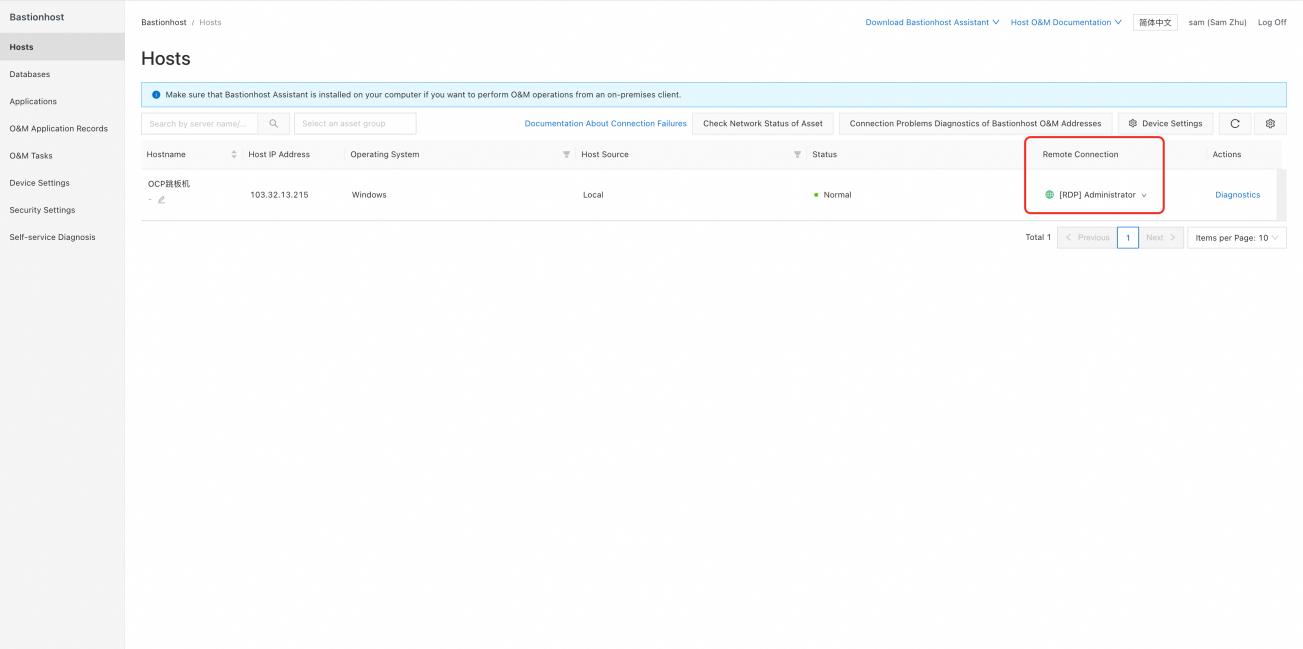 Bastionhost
Hosts
Databases
Applications
O&M Application Records
O&M Tasks
Device Settings
Security Settings
Self-service Diagnosis
Bastionhost / Hosts
Download Bastionhost Assistant
Host O&M Documentation
简体中文
sam (Sam Zhu)
Log Off
Hosts
Make sure that Bastionhost Assistant is installed on your computer if you want to perform O&M operations from an on-premises client.
Search by server name/...
Select an asset group
Documentation About Connection Failures
Check Network Status of Asset
Connection Problems Diagnostics of Bastionhost O&M Addresses
Device Settings
Hostname
Host IP Address
Operating System
Host Source
Status
Remote Connection
Actions
OCP跳板机
-
103.32.13.215
Windows
Local
Normal
[RDP] Administrator
Diagnostics
Total 1
Previous
1
Next
Items per Page: 10